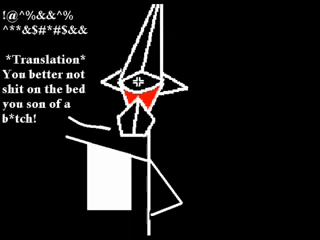 !@^%&&^%
^**&$#*#$&&
*Translation*
You better not
shit on the bed
you son of a
b*tch!